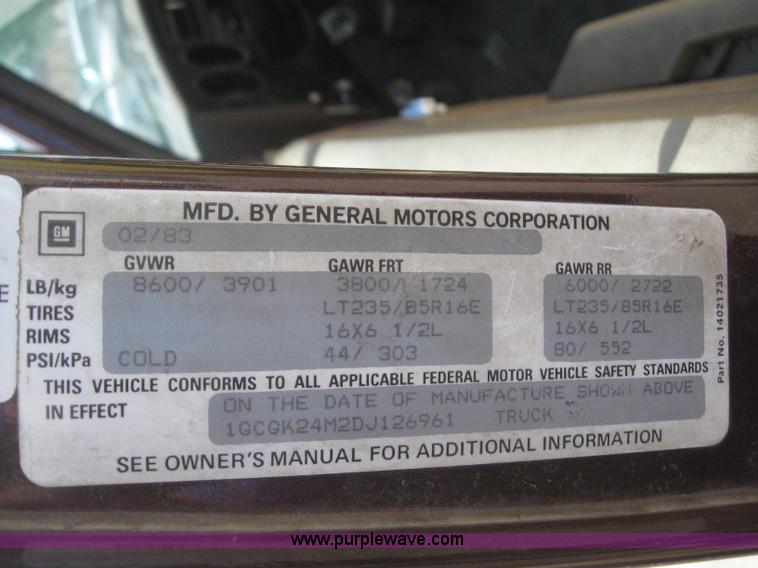 MFD. BY GENERAL MOTORS CORPORATION
GM
02/83
GVWR GAWR FRT GAWR RR
LB/kg 8600/ 3901 3800/ 1724 6000/ 2722
TIRES LT235/85R16E LT235/85R16E
RIMS 16X6 1/2L 16X6 1/2L
PSI/kPa COLD 44/ 303 80/ 552
THIS VEHICLE CONFORMS TO ALL APPLICABLE FEDERAL MOTOR VEHICLE SAFETY STANDARDS
IN EFFECT ON THE DATE OF MANUFACTURE SHOWN ABOVE
1GCGK24M2DJ126961 TRUCK
SEE OWNER'S MANUAL FOR ADDITIONAL INFORMATION
Part No. 14021735
E
www.purplewave.com